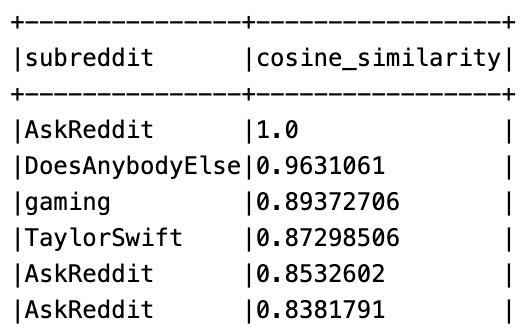 +---------------+-----------------+
|subreddit      |cosine_similarity|
+---------------+-----------------+
|AskReddit      |1.0              |
|DoesAnybodyElse|0.9631061        |
|gaming         |0.89372706       |
|TaylorSwift    |0.87298506       |
|AskReddit      |0.8532602        |
|AskReddit      |0.8381791        |